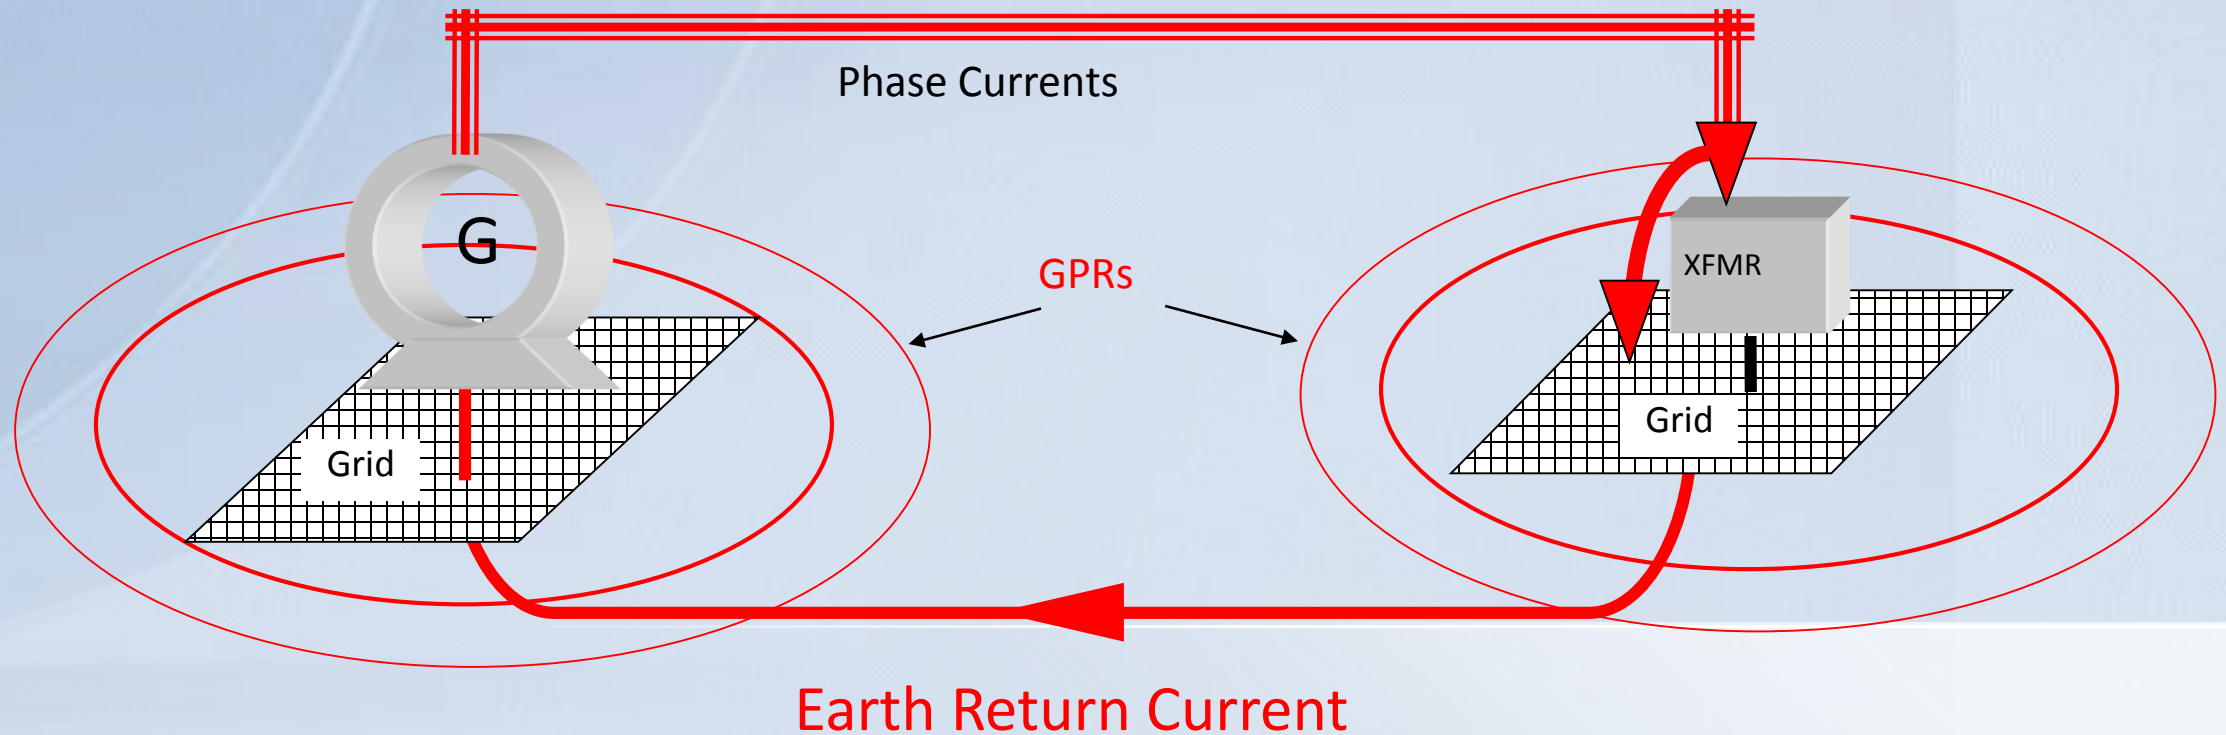 Phase Currents
G
GPRs
XFMR
Grid
Grid
Earth Return Current